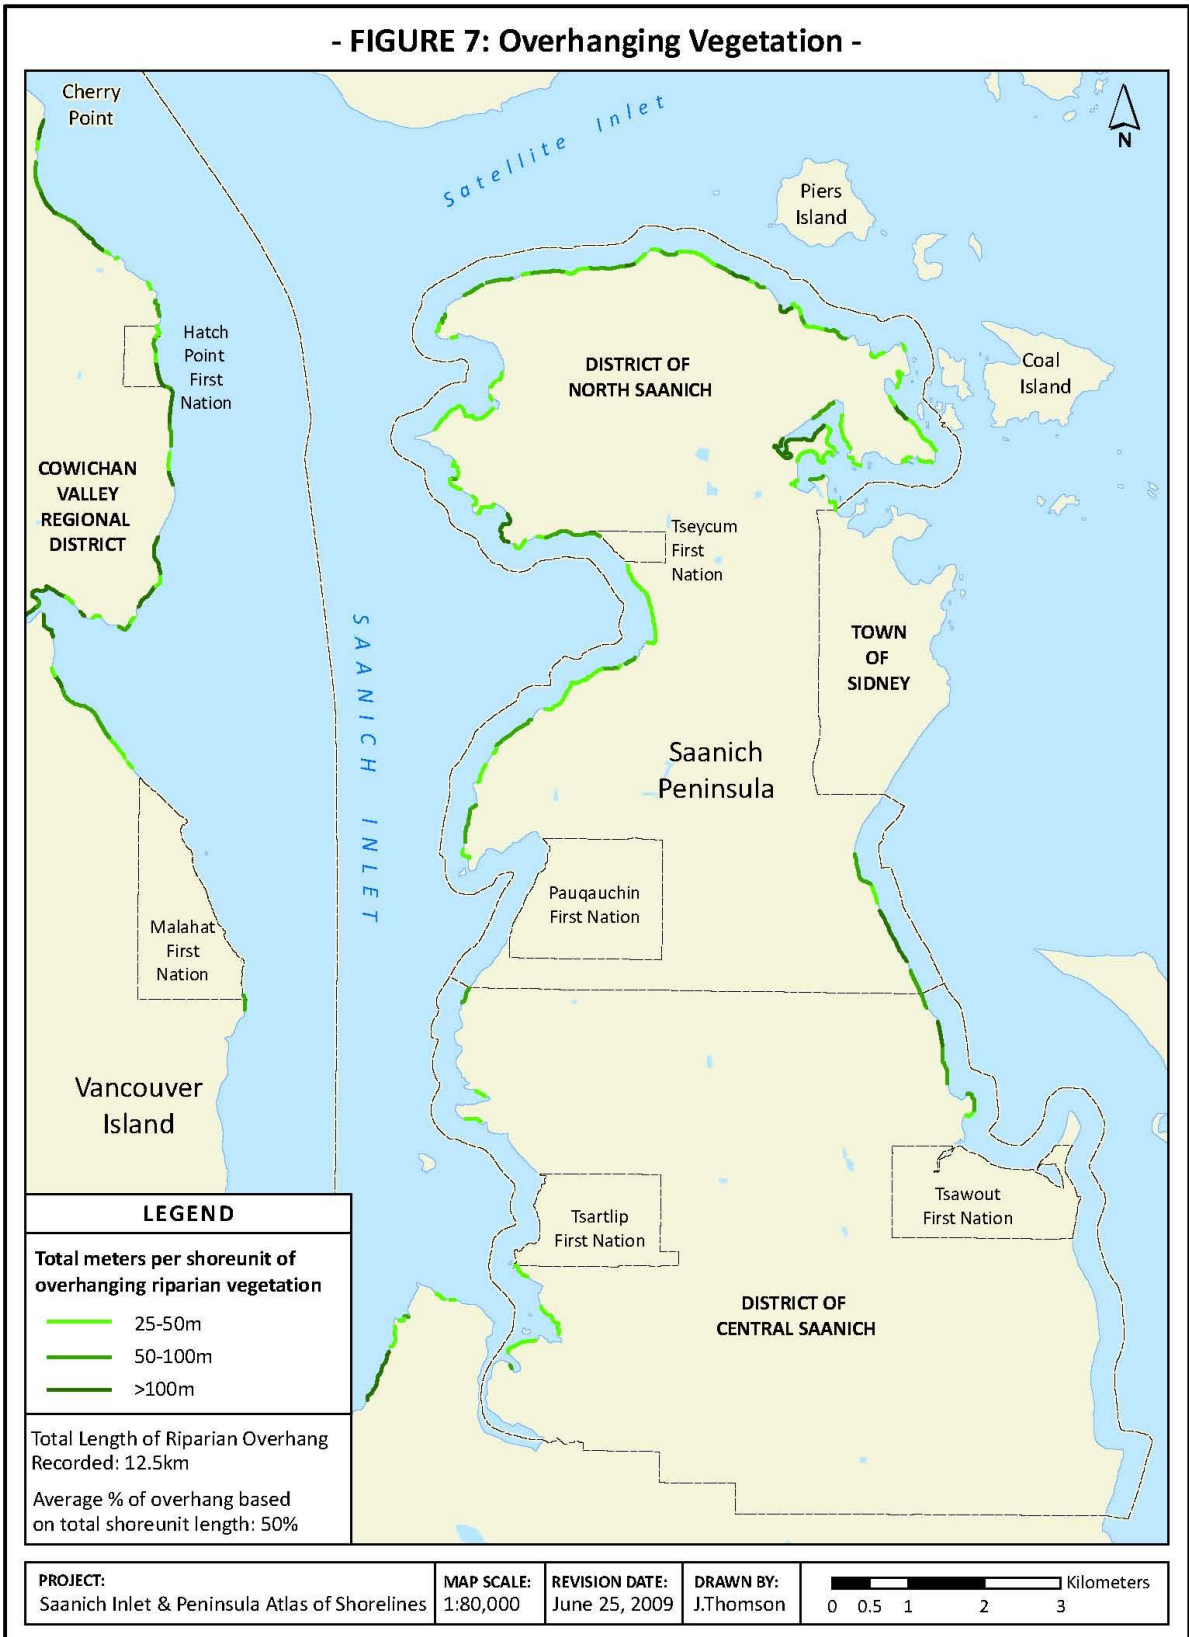 - FIGURE 7: Overhanging Vegetation -
Cherry
Point
Satellite Inlet
N
Piers
Island
Hatch
Point
First
Nation
DISTRICT OF
NORTH SAANICH
Coal
Island
COWICHAN
VALLEY
REGIONAL
DISTRICT
Tseycum
First
Nation
SAANICH INLET
TOWN
OF
SIDNEY
Saanich
Peninsula
Pauqauchin
First Nation
Malahat
First
Nation
Vancouver
Island
Tsawout
First Nation
Tsartlip
First Nation
DISTRICT OF
CENTRAL SAANICH
LEGEND
Total meters per shoreunit of
overhanging riparian vegetation
25-50m
50-100m
>100m
Total Length of Riparian Overhang
Recorded: 12.5km
Average % of overhang based
on total shoreunit length: 50%
PROJECT:
Saanich Inlet & Peninsula Atlas of Shorelines
MAP SCALE:
1:80,000
REVISION DATE:
June 25, 2009
DRAWN BY:
J.Thomson
Kilometers
0 0.5 1 2 3